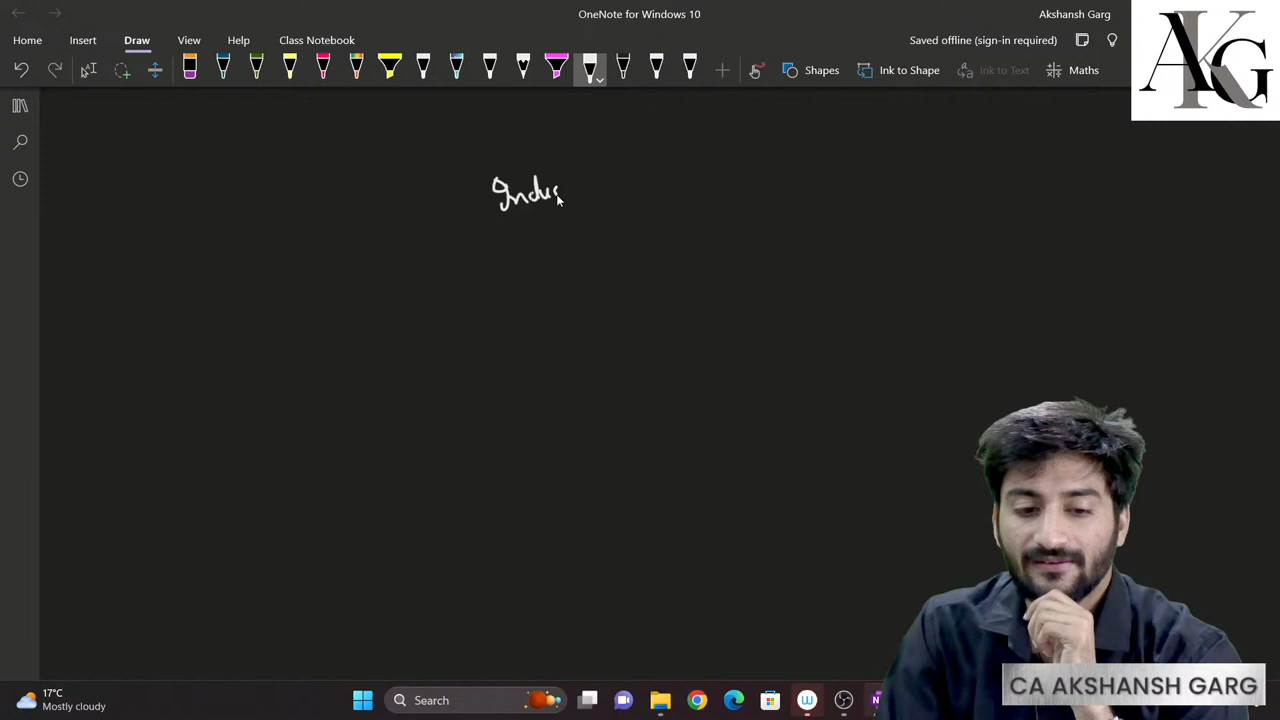 OneNote for Windows 10
Akshansh Garg
Home Insert Draw View Help Class Notebook
Saved offline (sign-in required)
Shapes Ink to Shape Ink to Text Maths
AKG
Indus
17°C
Mostly cloudy
Search
CA AKSHANSH GARG